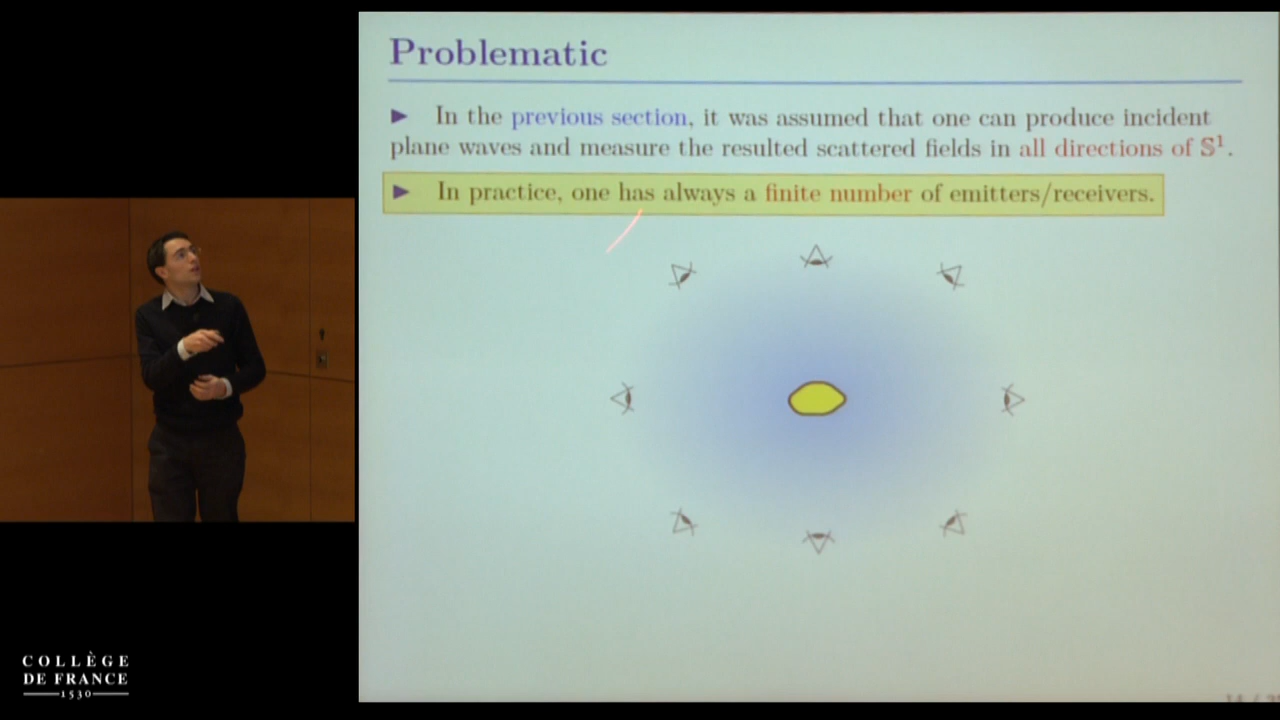 Problematic
► In the previous section, it was assumed that one can produce incident
plane waves and measure the resulted scattered fields in all directions of 𝕊¹.
► In practice, one has always a finite number of emitters/receivers.
COLLÈGE
DE FRANCE
1530